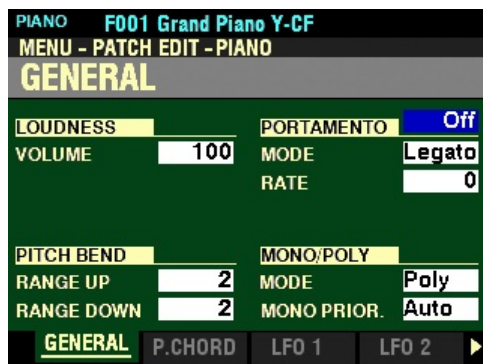 PIANO F001 Grand Piano Y-CF
MENU - PATCH EDIT - PIANO
GENERAL
LOUDNESS
VOLUME 100
PORTAMENTO Off
MODE Legato
RATE 0
PITCH BEND
RANGE UP 2
RANGE DOWN 2
MONO/POLY
MODE Poly
MONO PRIOR. Auto
GENERAL P.CHORD LFO 1 LFO 2